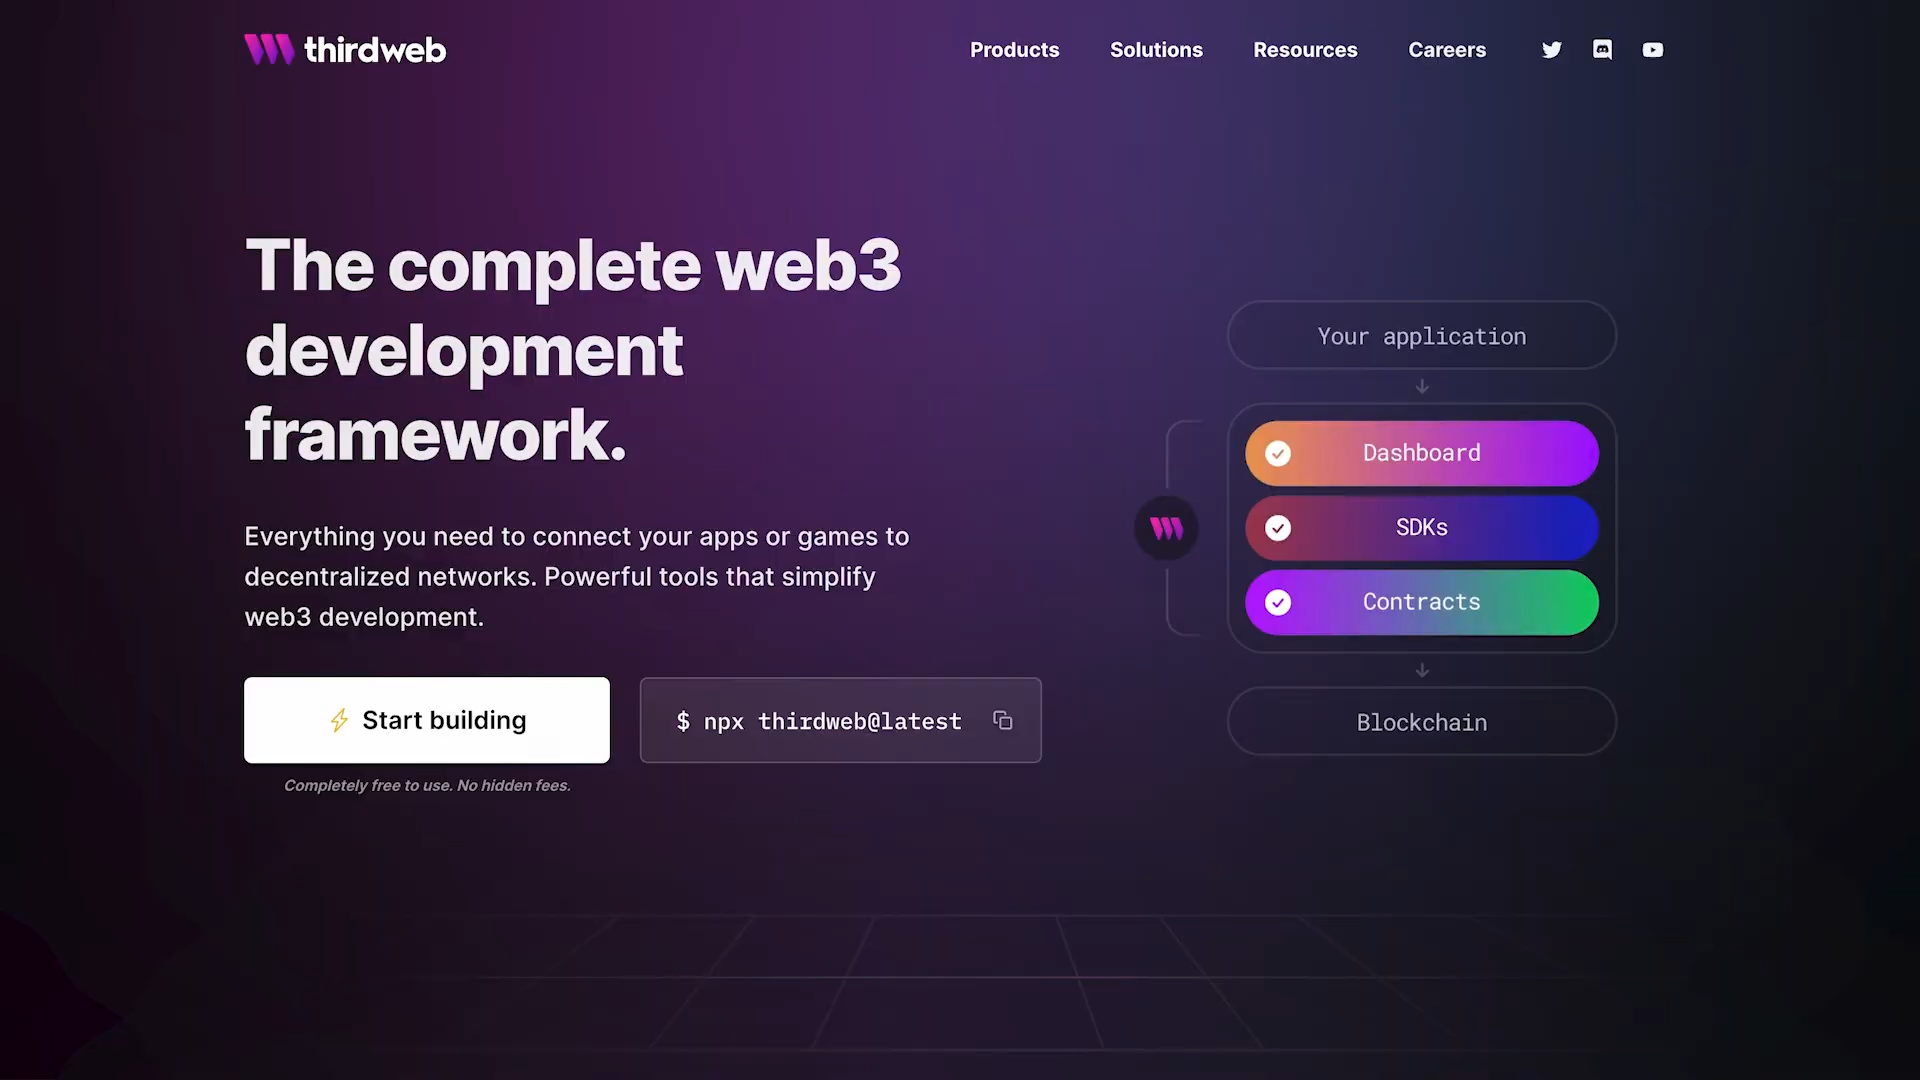 thirdweb
Products
Solutions
Resources
Careers
The complete web3
development
framework.
Everything you need to connect your apps or games to
decentralized networks. Powerful tools that simplify
web3 development.
Start building
$ npx thirdweb@latest
Completely free to use. No hidden fees.
Your application
Dashboard
SDKs
Contracts
Blockchain